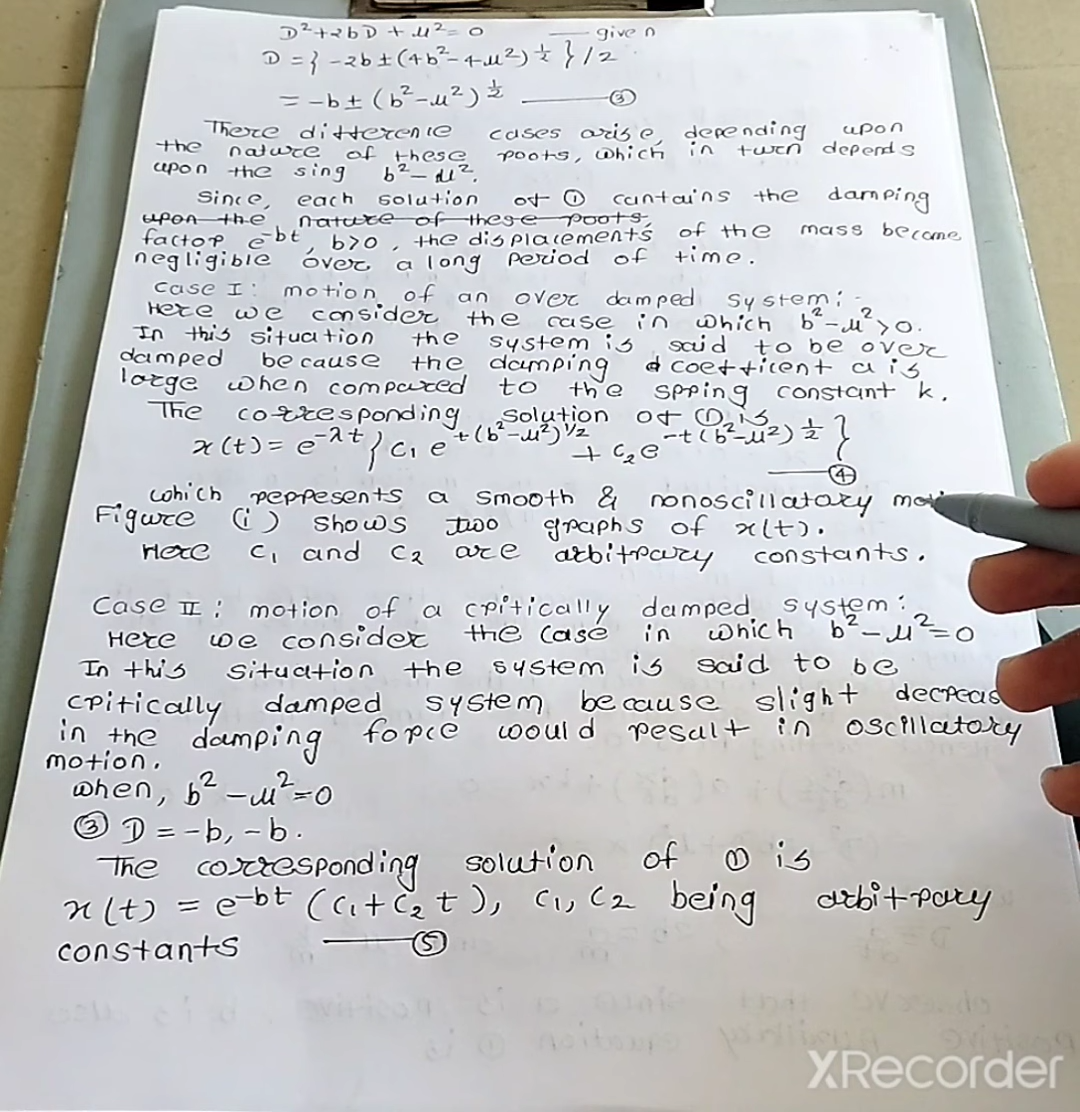 D²+2bD+μ²=0 — given
D={-2b±(4b²-4μ²)½}/2
=-b±(b²-μ²)½ — ③
There differenie cases arise, depending upon
the nature of these roots, which in turn depends
upon the sing b²-μ².
Since, each solution of ① cantains the damping
upon the nature of these roots,
factor e^-bt, b>0, the displacements of the mass become
negligible over a long period of time.
Case I: motion of an over damped system:-
Here we consider the case in which b²-μ²>0.
In this situation the system is said to be over
damped because the damping coefficent a is
large when compared to the spring constant k.
The corresponding solution of ① is
x(t)=e^-λt{c₁e^t(b²-μ²)^1/2 + c₂e^-t(b²-μ²)½}
— ④
which reppesents a smooth & nonoscillatory
Figure (i) shows two graphs of x(t).
Here c₁ and c₂ are arbitrary constants.
Case II: motion of a critically damped system:
Here we consider the case in which b²-μ²=0
In this situation the system is said to be
critically damped system because slight decreas
in the damping force would result in oscillatory
motion.
when, b²-μ²=0
③ D=-b, -b.
The corresponding solution of ① is
x(t) = e^-bt (c₁+c₂t), c₁, c₂ being arbitrary
constants — ⑤
XRecorder